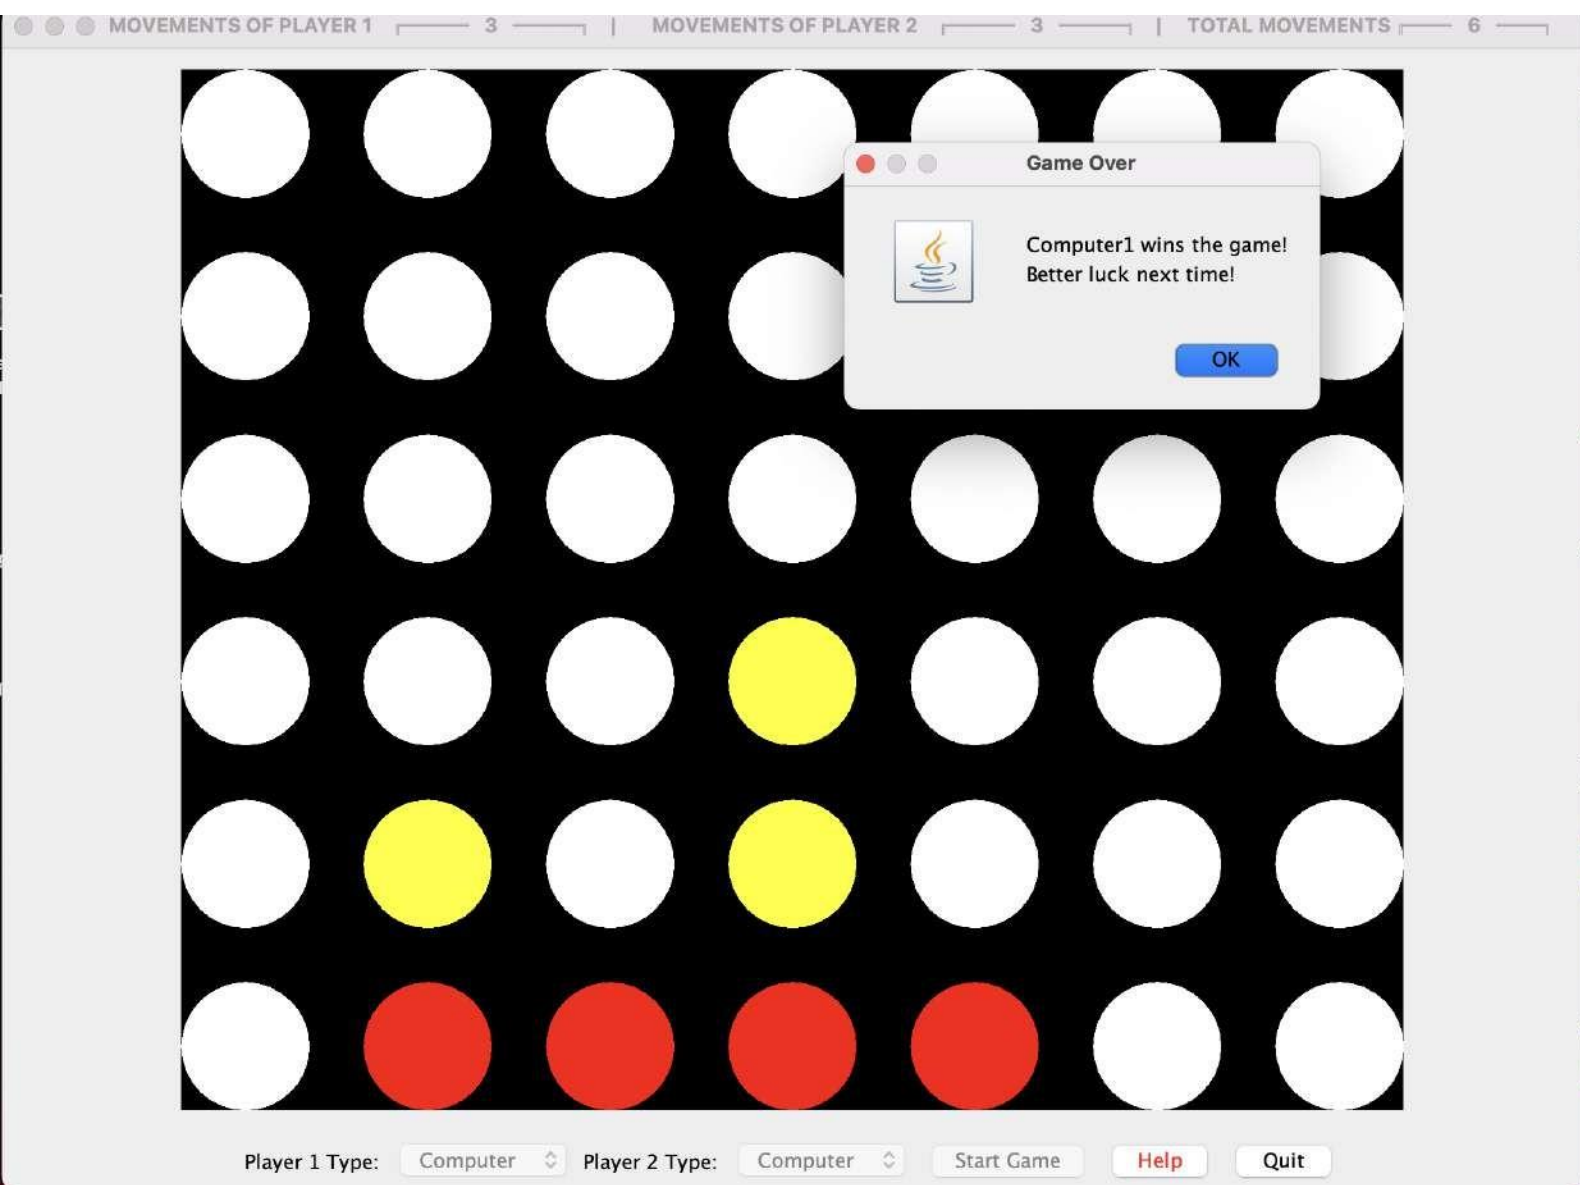 MOVEMENTS OF PLAYER 1 3 | MOVEMENTS OF PLAYER 2 3 | TOTAL MOVEMENTS 6
Game Over
Computer1 wins the game!
Better luck next time!
OK
Player 1 Type: Computer Player 2 Type: Computer Start Game Help Quit